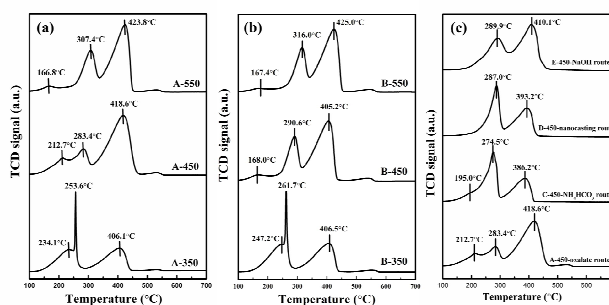 (a)
423.8°C
307.4°C
166.8°C
A-550
418.6°C
212.7°C
283.4°C
A-450
253.6°C
234.1°C
406.1°C
A-350
TCD signal (a.u.)
100 200 300 400 500 600 700
Temperature (°C)
(b)
425.0°C
316.0°C
167.4°C
B-550
405.2°C
290.6°C
168.0°C
B-450
261.7°C
247.2°C
406.5°C
B-350
TCD signal (a.u.)
100 200 300 400 500 600 700
Temperature (°C)
(c)
410.1°C
289.9°C
E-450-NaOH route
287.0°C
393.2°C
D-450-nanocasting route
274.5°C
386.2°C
195.0°C
C-450-NH4HCO3 route
418.6°C
283.4°C
212.7°C
A-450-oxalate route
TCD signal (a.u.)
100 200 300 400 500 600
Temperature (°C)